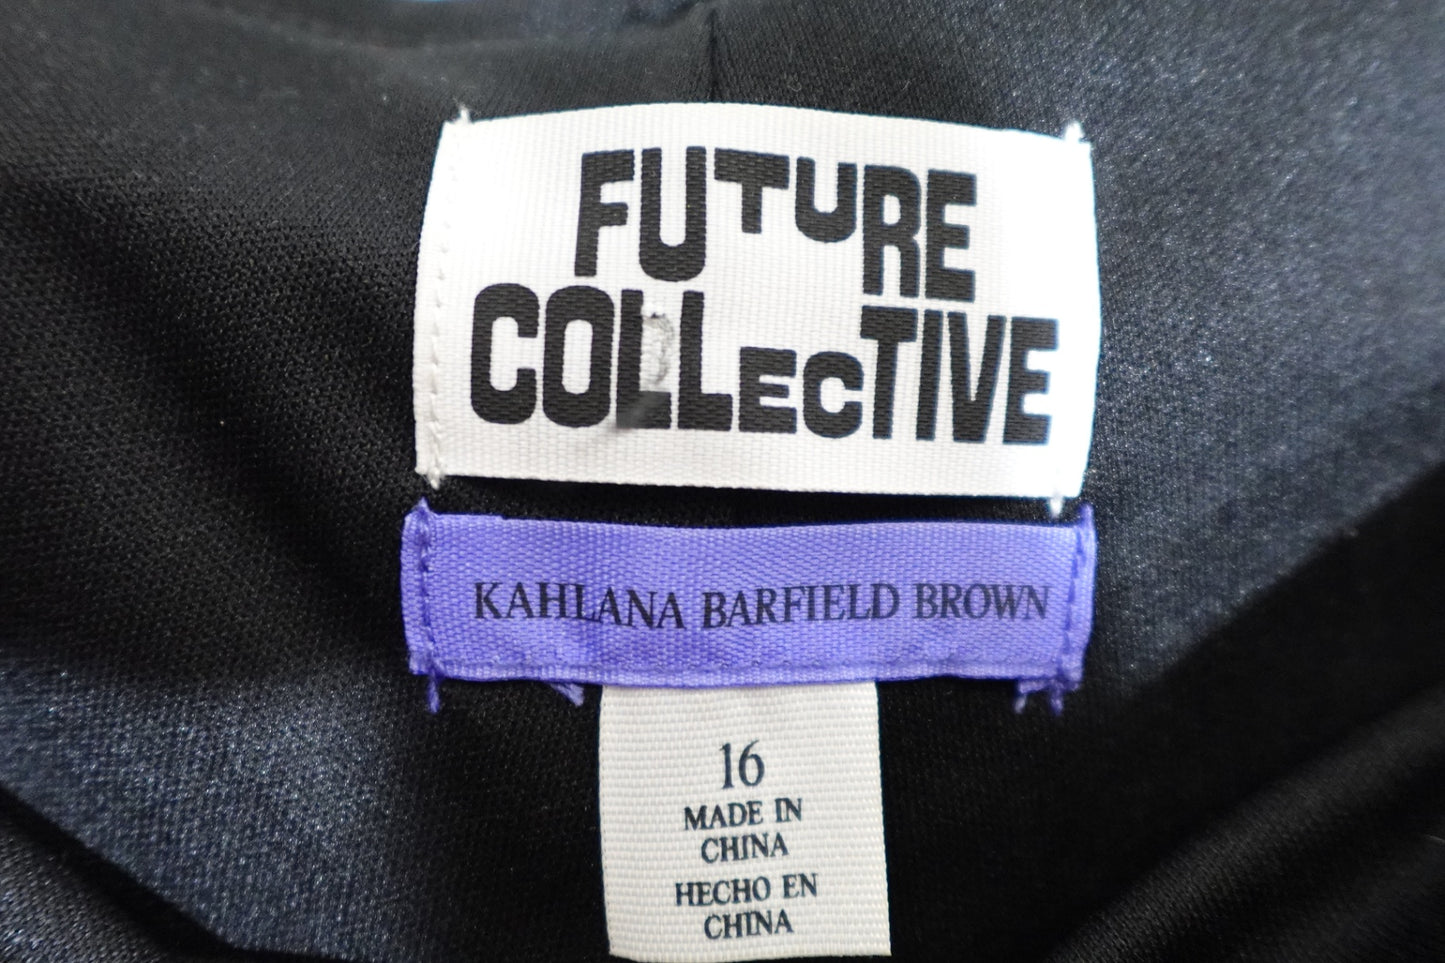 FUTURE
COLLECTIVE
KAHLANA BARFIELD BROWN
16
MADE IN
CHINA
HECHO EN
CHINA